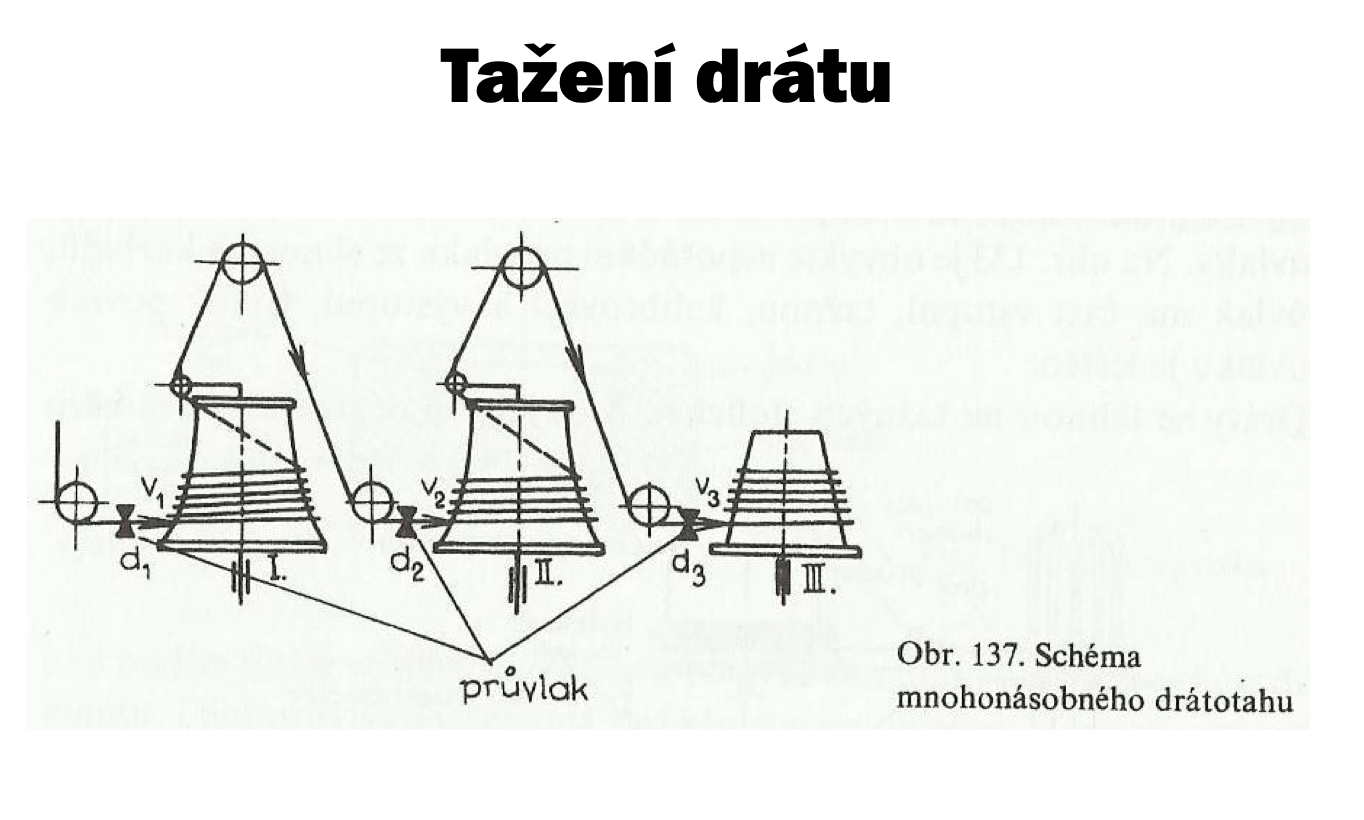 Tažení drátu
v₁
v₂
v₃
d₁
d₂
d₃
I.
II.
III.
průvlak
Obr. 137. Schéma
mnohonásobného drátotahu